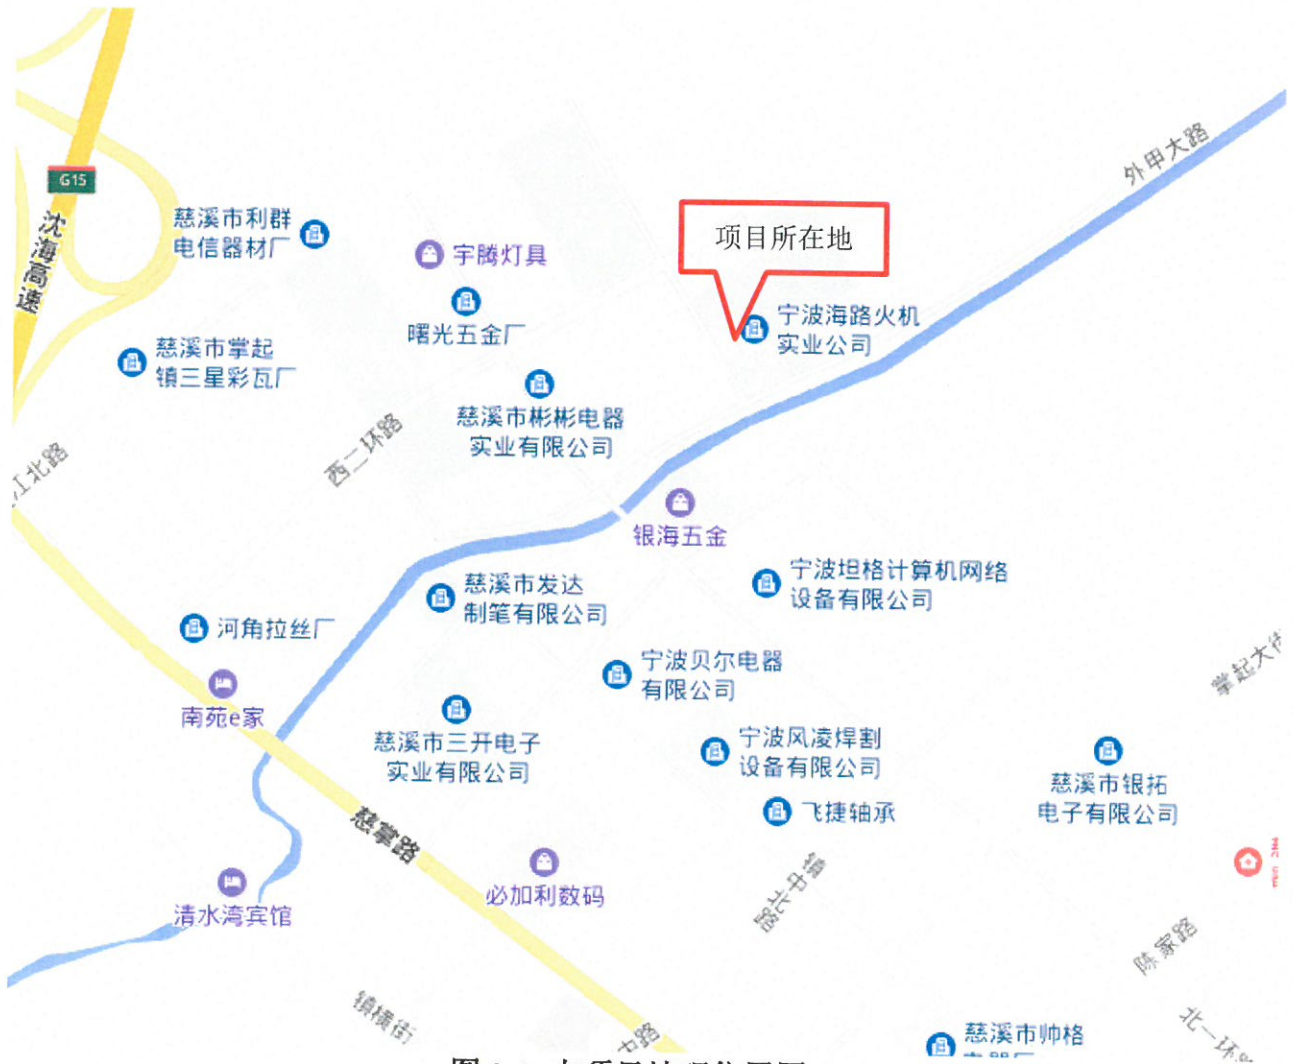 外甲大路
G15
沈海高速
慈溪市利群
电信器材厂
宇腾灯具
项目所在地
曙光五金厂
宁波海路火机
实业公司
慈溪市掌起
镇三星彩瓦厂
慈溪市彬彬电器
实业有限公司
西二环路
江北路
银海五金
宁波坦格计算机网络
设备有限公司
慈溪市发达
制笔有限公司
河角拉丝厂
宁波贝尔电器
有限公司
掌起大街
南苑e家
慈溪市三开电子
实业有限公司
宁波风凌焊割
设备有限公司
慈溪市银拓
电子有限公司
飞捷轴承
慈掌路
必加利数码
镇中北路
清水湾宾馆
陈家路
镇横街
中路
北一环
慈溪市帅格